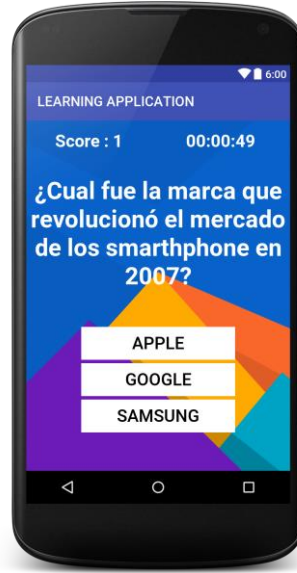 6:00
LEARNING APPLICATION
Score : 1 00:00:49
¿Cual fue la marca que
revolucionó el mercado
de los smarthphone en
2007?
APPLE
GOOGLE
SAMSUNG